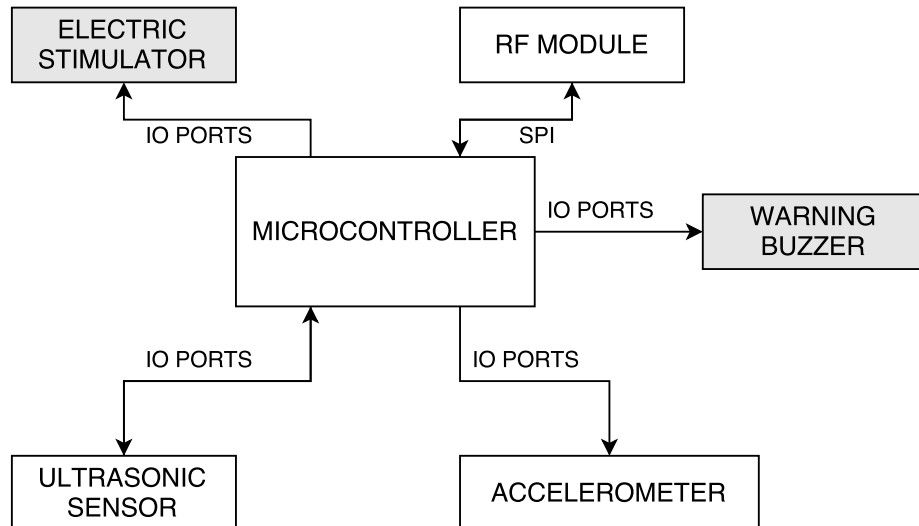 ELECTRIC
STIMULATOR
RF MODULE
IO PORTS
SPI
MICROCONTROLLER
IO PORTS
WARNING
BUZZER
IO PORTS
IO PORTS
ULTRASONIC
SENSOR
ACCELEROMETER